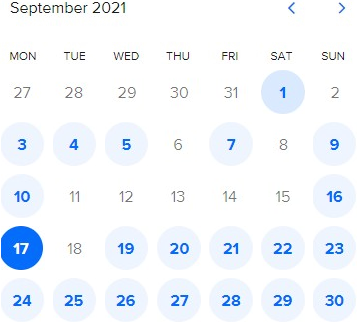 September 2021
MON TUE WED THU FRI SAT SUN
27 28 29 30 31 1 2
3 4 5 6 7 8 9
10 11 12 13 14 15 16
17 18 19 20 21 22 23
24 25 26 27 28 29 30